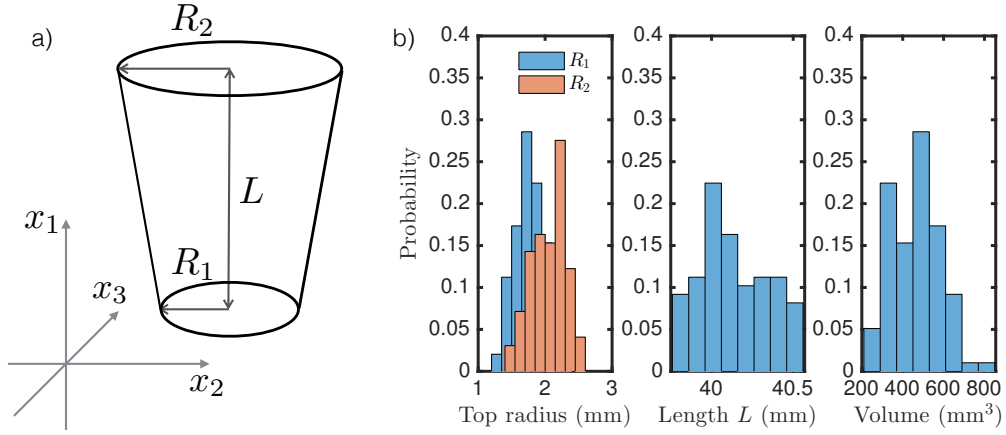 a)
R₂
L
R₁
x₁
x₃
x₂
b)
Probability
0.4
0.35
0.3
0.25
0.2
0.15
0.1
0.05
0
R₁
R₂
1 2 3
Top radius (mm)
0.4
0.35
0.3
0.25
0.2
0.15
0.1
0.05
0
40 40.5
Length L (mm)
0.4
0.35
0.3
0.25
0.2
0.15
0.1
0.05
0
200 400 600 800
Volume (mm³)